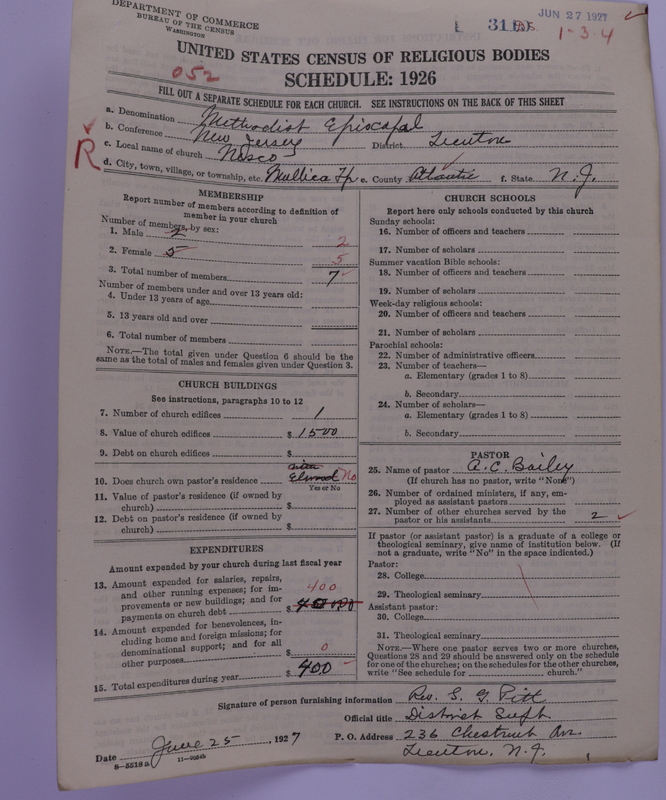 DEPARTMENT OF COMMERCE
BUREAU OF THE CENSUS
WASHINGTON
JUN 27 1927
1-3-4
UNITED STATES CENSUS OF RELIGIOUS BODIES
052
SCHEDULE: 1926
FILL OUT A SEPARATE SCHEDULE FOR EACH CHURCH. SEE INSTRUCTIONS ON THE BACK OF THIS SHEET
R
a. Denomination Methodist Episcopal
b. Conference New Jersey District Trenton
c. Local name of church Nesco
d. City, town, village, or township, etc. Mullica Tp. e. County Atlantic f. State N.J.
MEMBERSHIP
Report number of members according to definition of
member in your church
Number of members, by sex:
1. Male 2 2
2. Female 5 5
3. Total number of members 7
Number of members under and over 13 years old:
4. Under 13 years of age
5. 13 years old and over
6. Total number of members
NOTE.—The total given under Question 6 should be the
same as the total of males and females given under Question 3.
CHURCH BUILDINGS
See instructions, paragraphs 10 to 12
7. Number of church edifices 1
8. Value of church edifices $ 1500
9. Debt on church edifices $
10. Does church own pastor's residence Elwood No
Yes or No
11. Value of pastor's residence (if owned by
church) $
12. Debt on pastor's residence (if owned by
church) $
EXPENDITURES
Amount expended by your church during last fiscal year
13. Amount expended for salaries, repairs,
and other running expenses; for im-
provements or new buildings; and for
payments on church debt $ 400
14. Amount expended for benevolences, in-
cluding home and foreign missions; for
denominational support; and for all
other purposes $ 0
15. Total expenditures during year $ 400
CHURCH SCHOOLS
Report here only schools conducted by this church
Sunday schools:
16. Number of officers and teachers
17. Number of scholars
Summer vacation Bible schools:
18. Number of officers and teachers
19. Number of scholars
Week-day religious schools:
20. Number of officers and teachers
21. Number of scholars
Parochial schools:
22. Number of administrative officers
23. Number of teachers—
a. Elementary (grades 1 to 8)
b. Secondary
24. Number of scholars—
a. Elementary (grades 1 to 8)
b. Secondary
PASTOR
25. Name of pastor A. C. Bailey
(If church has no pastor, write "None")
26. Number of ordained ministers, if any, em-
ployed as assistant pastors
27. Number of other churches served by the
pastor or his assistants 2
If pastor (or assistant pastor) is a graduate of a college or
theological seminary, give name of institution below. (If
not a graduate, write "No" in the space indicated.)
Pastor:
28. College
29. Theological seminary
Assistant pastor:
30. College
31. Theological seminary
NOTE.—Where one pastor serves two or more churches,
Questions 28 and 29 should be answered only on the schedule
for one of the churches; on the schedules for the other churches,
write "See schedule for church."
Signature of person furnishing information Rev. S. G. Pitt
Official title District Supt
Date June 25, 1927 P. O. Address 236 Chestnut Av.
Trenton, N.J.
8-5518a